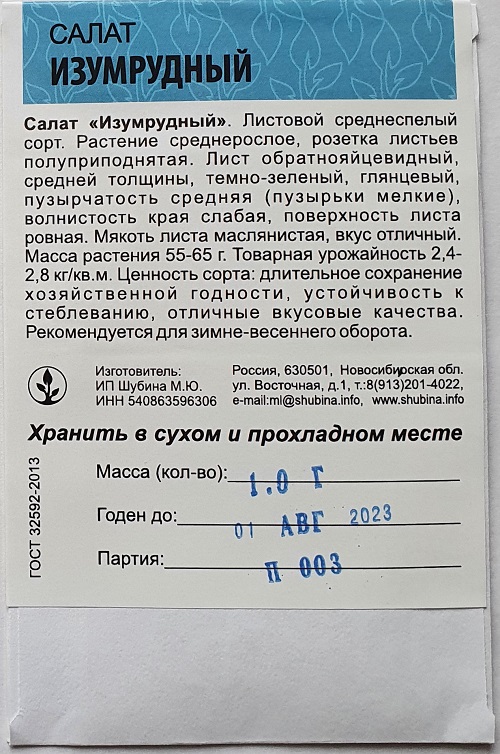 САЛАТ
ИЗУМРУДНЫЙ
Салат «Изумрудный». Листовой среднеспелый
сорт. Растение среднерослое, розетка листьев
полуприподнятая. Лист обратнояйцевидный,
средней толщины, темно-зеленый, глянцевый,
пузырчатость средняя (пузырьки мелкие),
волнистость края слабая, поверхность листа
ровная. Мякоть листа маслянистая, вкус отличный.
Масса растения 55-65 г. Товарная урожайность 2,4-
2,8 кг/кв.м. Ценность сорта: длительное сохранение
хозяйственной годности, устойчивость к
стеблеванию, отличные вкусовые качества.
Рекомендуется для зимне-весеннего оборота.
Изготовитель:
ИП Шубина М.Ю.
ИНН 540863596306
Россия, 630501, Новосибирская обл.
ул. Восточная, д.1, т.:8(913)201-4022,
e-mail:ml@shubina.info, www.shubina.info
Хранить в сухом и прохладном месте
ГОСТ 32592-2013
Масса (кол-во): 1.0 Г
Годен до: 01 АВГ 2023
Партия: П 003